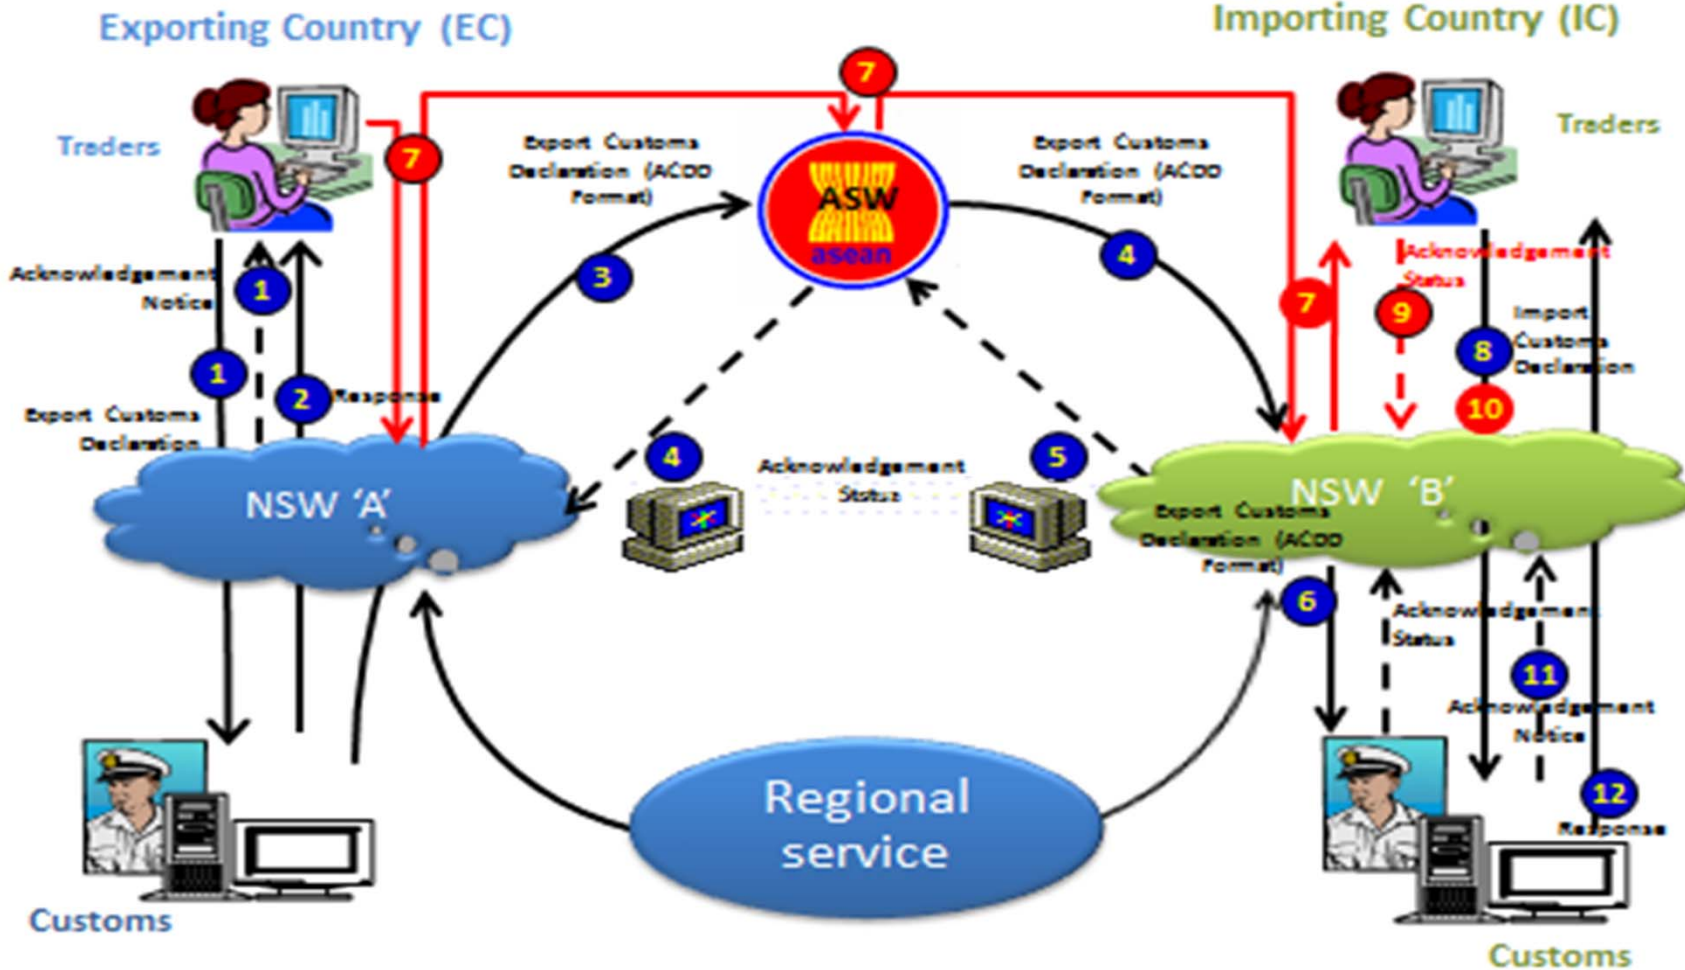 Exporting Country (EC)
Importing Country (IC)
7
Traders
Traders
7
Export Customs
Declaration (ACDD
Format)
ASW
asean
Export Customs
Declaration (ACDD
Format)
Acknowledgement
Notice
1
3
4
7
Acknowledgement
Status
9
Import
Customs
Declaration
8
1
2
Response
10
Export Customs
Declaration
4
Acknowledgement
Status
5
NSW ‘A’
NSW ‘B’
Export Customs
Declaration (ACDD
Format)
6
Acknowledgement
Status
11
Acknowledgement
Notice
12
Response
Regional
service
Customs
Customs